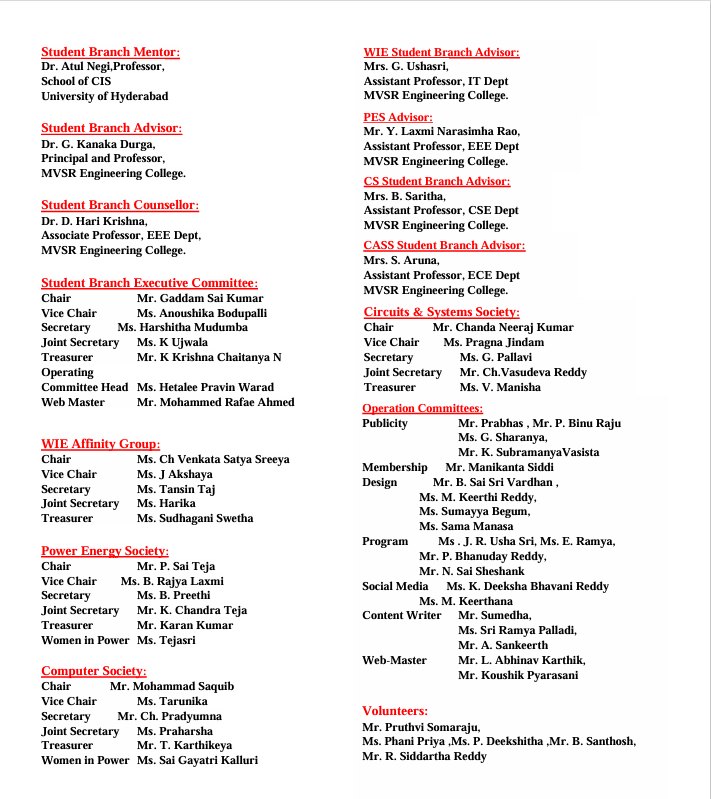 Student Branch Mentor:
Dr. Atul Negi,Professor,
School of CIS
University of Hyderabad
Student Branch Advisor:
Dr. G. Kanaka Durga,
Principal and Professor,
MVSR Engineering College.
Student Branch Counsellor:
Dr. D. Hari Krishna,
Associate Professor, EEE Dept,
MVSR Engineering College.
Student Branch Executive Committee:
Chair Mr. Gaddam Sai Kumar
Vice Chair Ms. Anoushika Bodupalli
Secretary Ms. Harshitha Mudumba
Joint Secretary Ms. K Ujwala
Treasurer Mr. K Krishna Chaitanya N
Operating
Committee Head Ms. Hetalee Pravin Warad
Web Master Mr. Mohammed Rafae Ahmed
WIE Affinity Group:
Chair Ms. Ch Venkata Satya Sreeya
Vice Chair Ms. J Akshaya
Secretary Ms. Tansin Taj
Joint Secretary Ms. Harika
Treasurer Ms. Sudhagani Swetha
Power Energy Society:
Chair Mr. P. Sai Teja
Vice Chair Ms. B. Rajya Laxmi
Secretary Ms. B. Preethi
Joint Secretary Mr. K. Chandra Teja
Treasurer Mr. Karan Kumar
Women in Power Ms. Tejasri
Computer Society:
Chair Mr. Mohammad Saquib
Vice Chair Ms. Tarunika
Secretary Mr. Ch. Pradyumna
Joint Secretary Ms. Praharsha
Treasurer Mr. T. Karthikeya
Women in Power Ms. Sai Gayatri Kalluri
WIE Student Branch Advisor:
Mrs. G. Ushasri,
Assistant Professor, IT Dept
MVSR Engineering College.
PES Advisor:
Mr. Y. Laxmi Narasimha Rao,
Assistant Professor, EEE Dept
MVSR Engineering College.
CS Student Branch Advisor:
Mrs. B. Saritha,
Assistant Professor, CSE Dept
MVSR Engineering College.
CASS Student Branch Advisor:
Mrs. S. Aruna,
Assistant Professor, ECE Dept
MVSR Engineering College.
Circuits & Systems Society:
Chair Mr. Chanda Neeraj Kumar
Vice Chair Ms. Pragna Jindam
Secretary Ms. G. Pallavi
Joint Secretary Mr. Ch.Vasudeva Reddy
Treasurer Ms. V. Manisha
Operation Committees:
Publicity Mr. Prabhas , Mr. P. Binu Raju
Ms. G. Sharanya,
Mr. K. SubramanyaVasista
Membership Mr. Manikanta Siddi
Design Mr. B. Sai Sri Vardhan ,
Ms. M. Keerthi Reddy,
Ms. Sumayya Begum,
Ms. Sama Manasa
Program Ms . J. R. Usha Sri, Ms. E. Ramya,
Mr. P. Bhanuday Reddy,
Mr. N. Sai Sheshank
Social Media Ms. K. Deeksha Bhavani Reddy
Ms. M. Keerthana
Content Writer Mr. Sumedha,
Ms. Sri Ramya Palladi,
Mr. A. Sankeerth
Web-Master Mr. L. Abhinav Karthik,
Mr. Koushik Pyarasani
Volunteers:
Mr. Pruthvi Somaraju,
Ms. Phani Priya ,Ms. P. Deekshitha ,Mr. B. Santhosh,
Mr. R. Siddartha Reddy